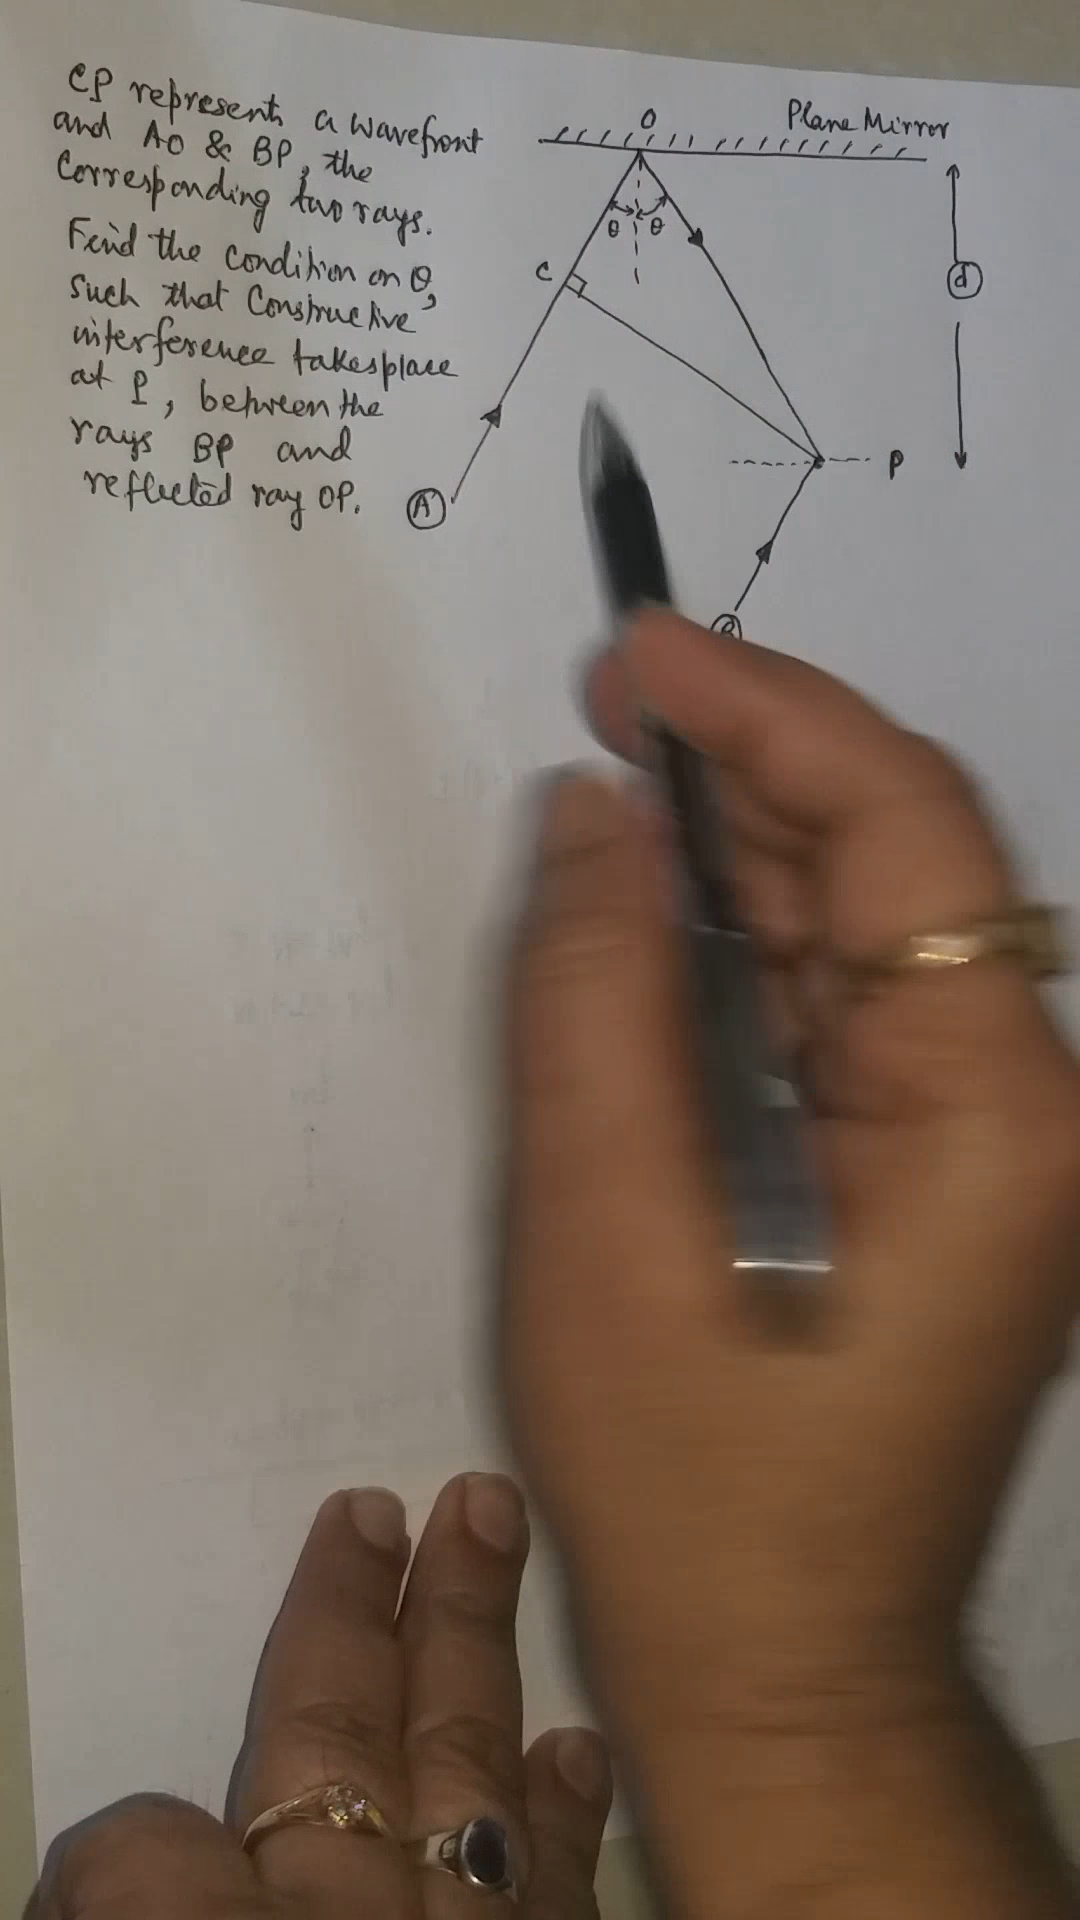 CP represents a wavefront
and AO & BP, the
Corresponding two rays.
Find the condition on θ,
such that Constructive
interference takesplace
at P, between the
rays BP and
reflected ray OP.
O
Plane Mirror
θ θ
C
d
P
A
B